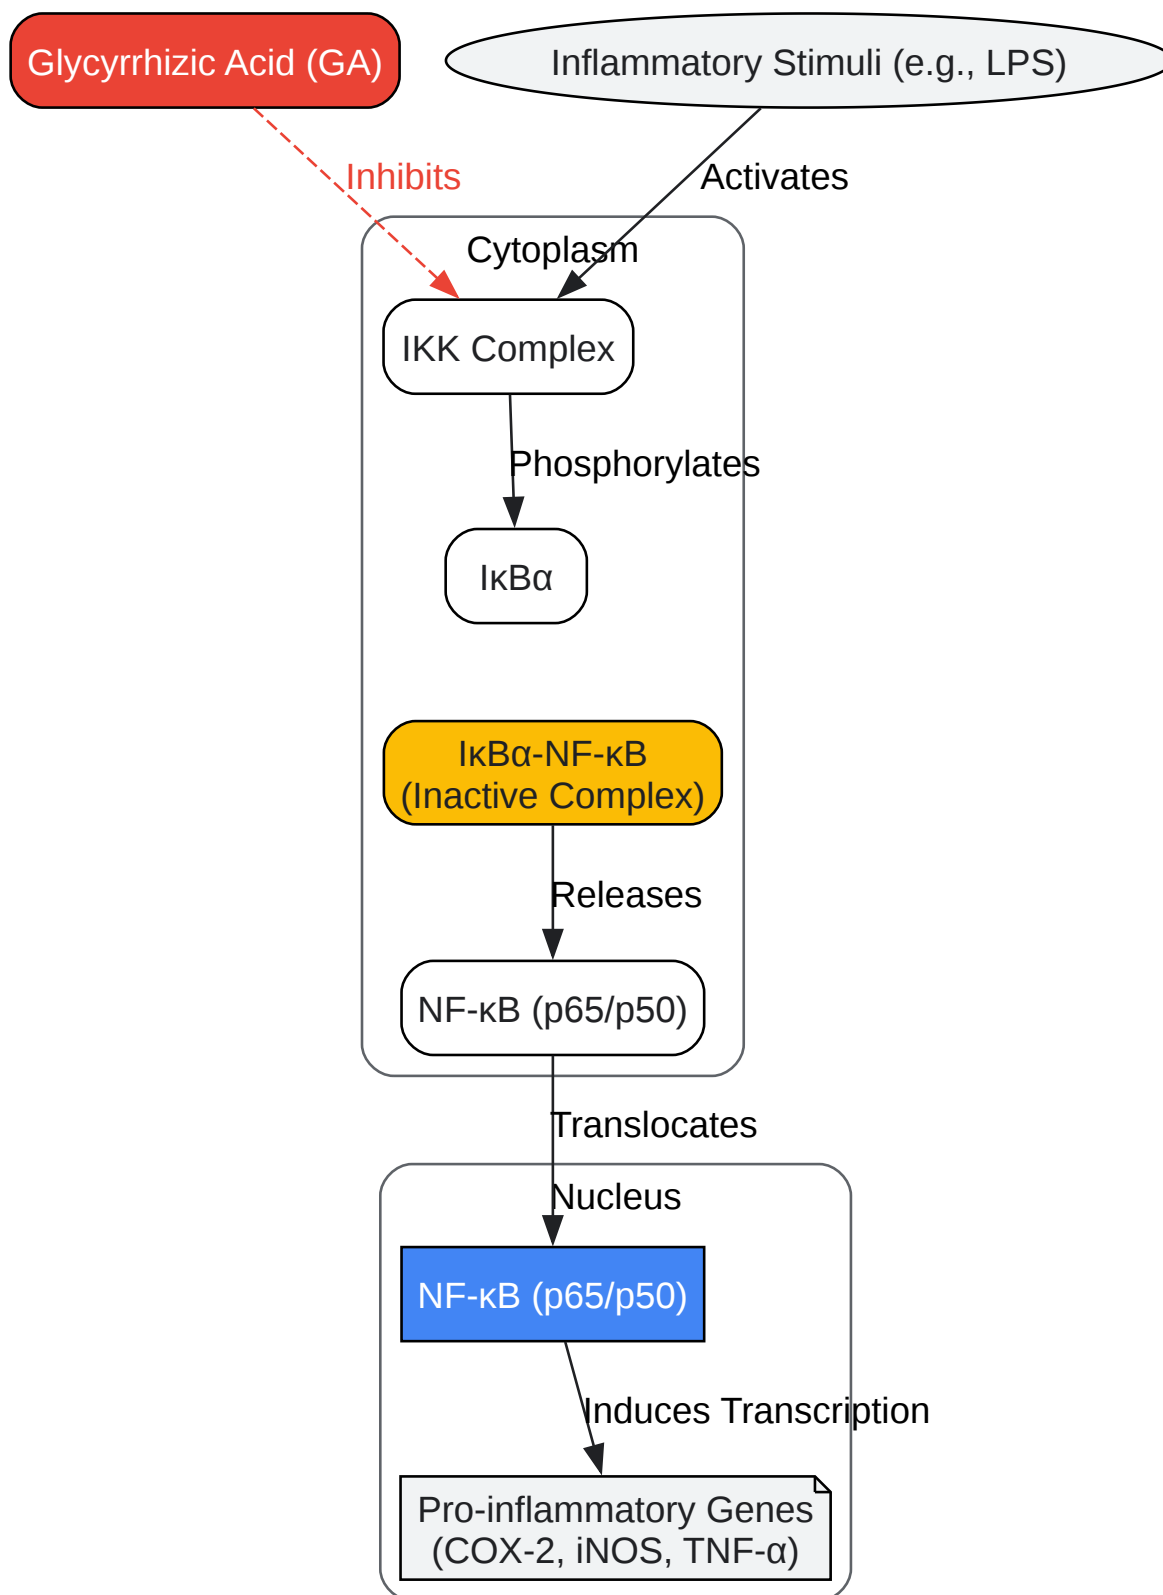 Glycyrrhizic Acid (GA)
Inflammatory Stimuli (e.g., LPS)
Inhibits
Activates
Cytoplasm
IKK Complex
Phosphorylates
IκBα
IκBα-NF-κB
(Inactive Complex)
Releases
NF-κB (p65/p50)
Translocates
Nucleus
NF-κB (p65/p50)
Induces Transcription
Pro-inflammatory Genes
(COX-2, iNOS, TNF-α)